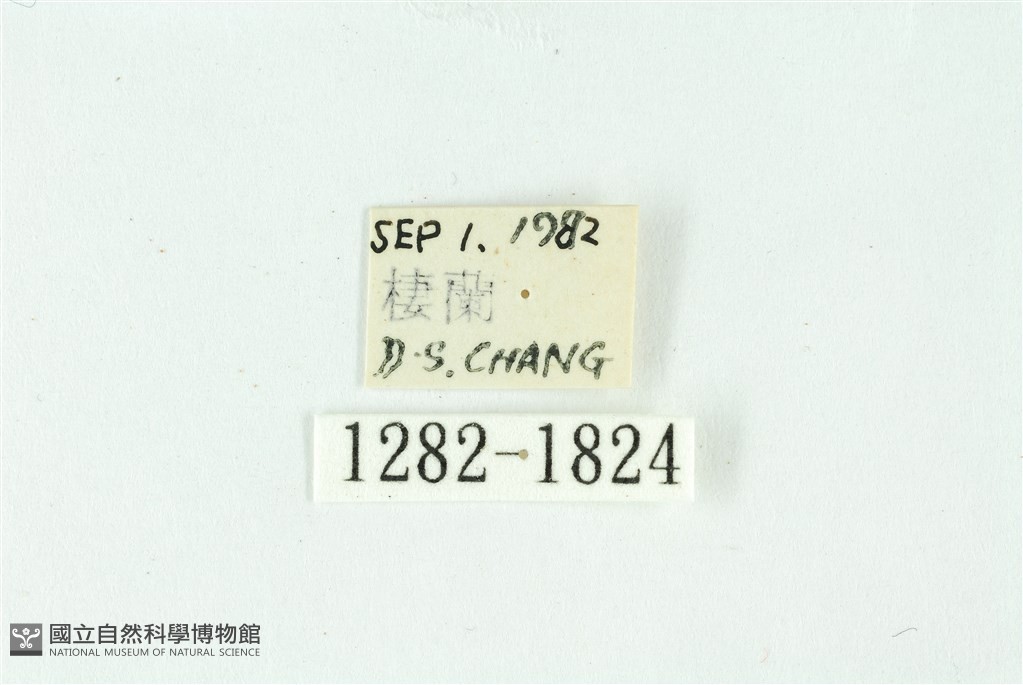 SEP 1. 1982
棲蘭
D.S. CHANG
1282-1824
國立自然科學博物館
NATIONAL MUSEUM OF NATURAL SCIENCE